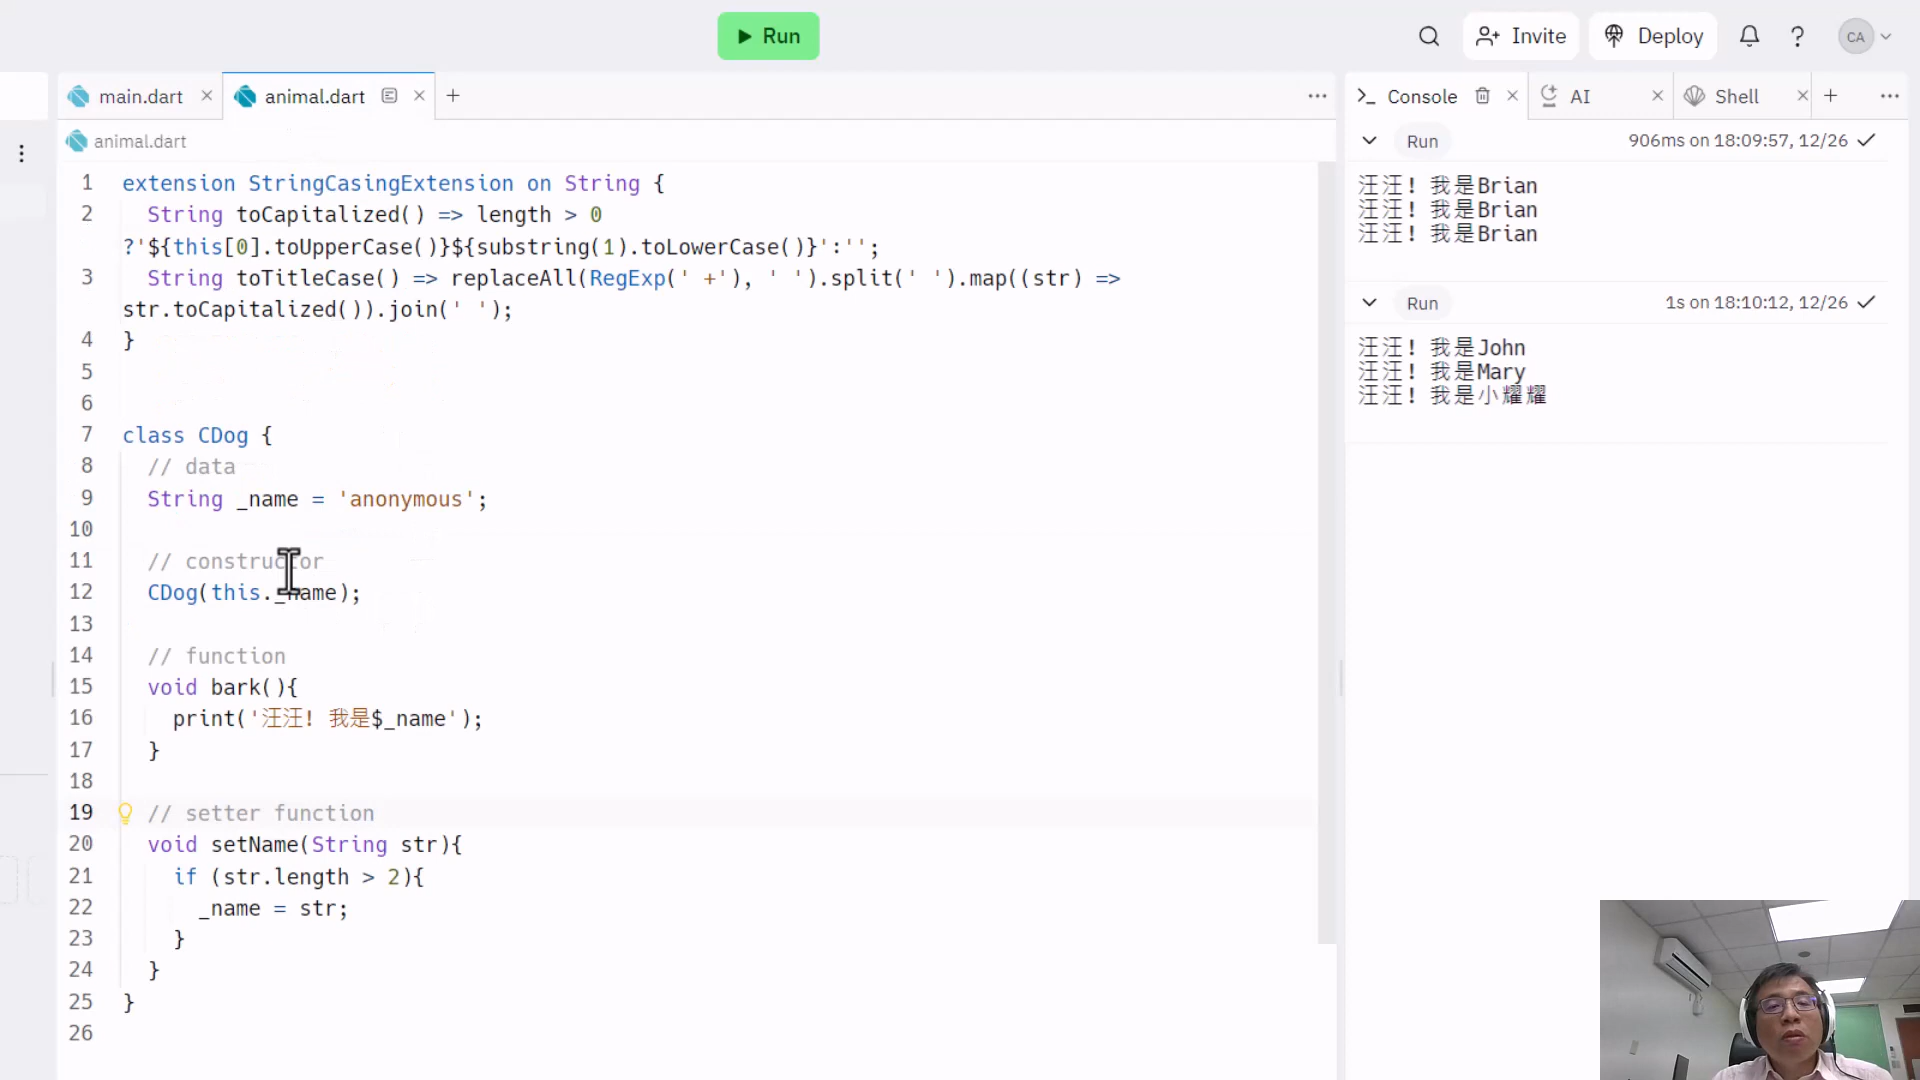 Run
Invite
Deploy
?
CA
main.dart
animal.dart
Console
AI
Shell
animal.dart
Run
906ms on 18:09:57, 12/26
1 extension StringCasingExtension on String {
2 String toCapitalized() => length > 0
?'${this[0].toUpperCase()}${substring(1).toLowerCase()}':'';
3 String toTitleCase() => replaceAll(RegExp(' +'), ' ').split(' ').map((str) =>
str.toCapitalized()).join(' ');
4 }
5
6
7 class CDog {
8 // data
9 String _name = 'anonymous';
10
11 // constructor
12 CDog(this._name);
13
14 // function
15 void bark(){
16 print('汪汪! 我是$_name');
17 }
18
19 // setter function
20 void setName(String str){
21 if (str.length > 2){
22 _name = str;
23 }
24 }
25 }
26
汪汪! 我是Brian
汪汪! 我是Brian
汪汪! 我是Brian
Run
1s on 18:10:12, 12/26
汪汪! 我是John
汪汪! 我是Mary
汪汪! 我是小耀耀